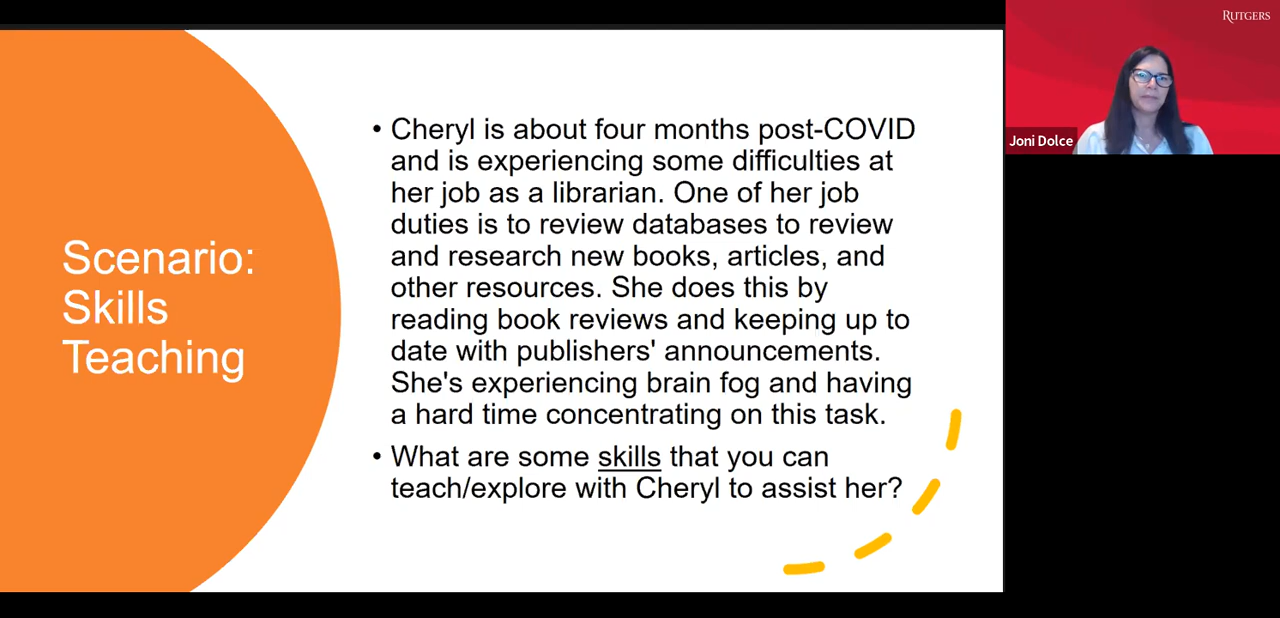 Scenario:
Skills
Teaching
• Cheryl is about four months post-COVID
and is experiencing some difficulties at
her job as a librarian. One of her job
duties is to review databases to review
and research new books, articles, and
other resources. She does this by
reading book reviews and keeping up to
date with publishers' announcements.
She's experiencing brain fog and having
a hard time concentrating on this task.
• What are some skills that you can
teach/explore with Cheryl to assist her?
RUTGERS
Joni Dolce